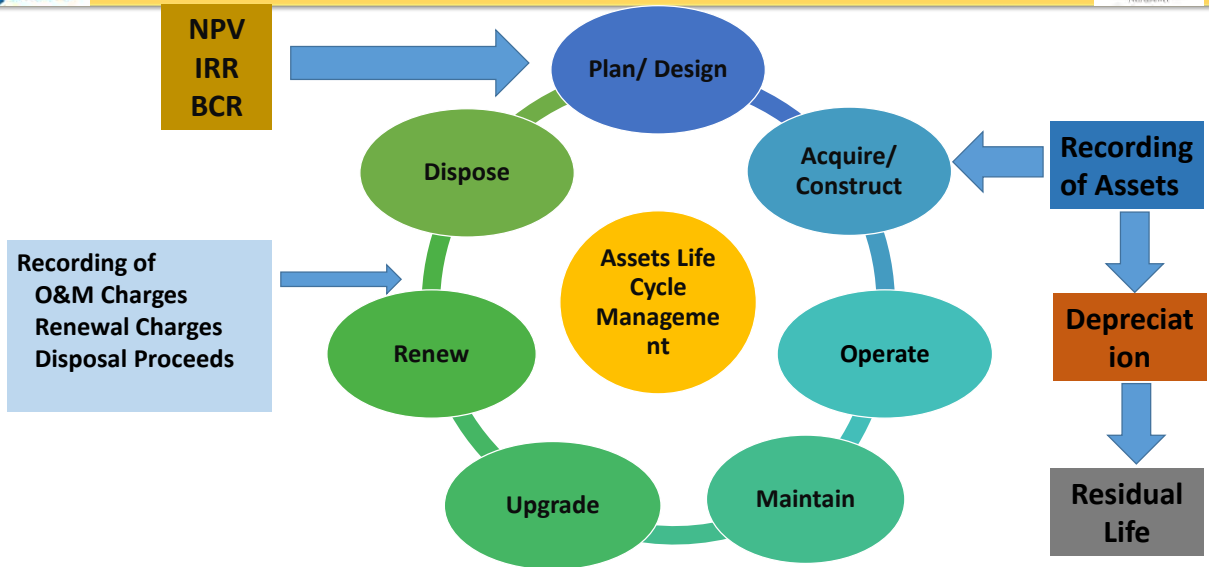 NPV
IRR
BCR
Plan/ Design
Dispose
Acquire/
Construct
Recording
of Assets
Recording of
O&M Charges
Renewal Charges
Disposal Proceeds
Assets Life
Cycle
Manageme
nt
Depreciat
ion
Renew
Operate
Upgrade
Maintain
Residual
Life